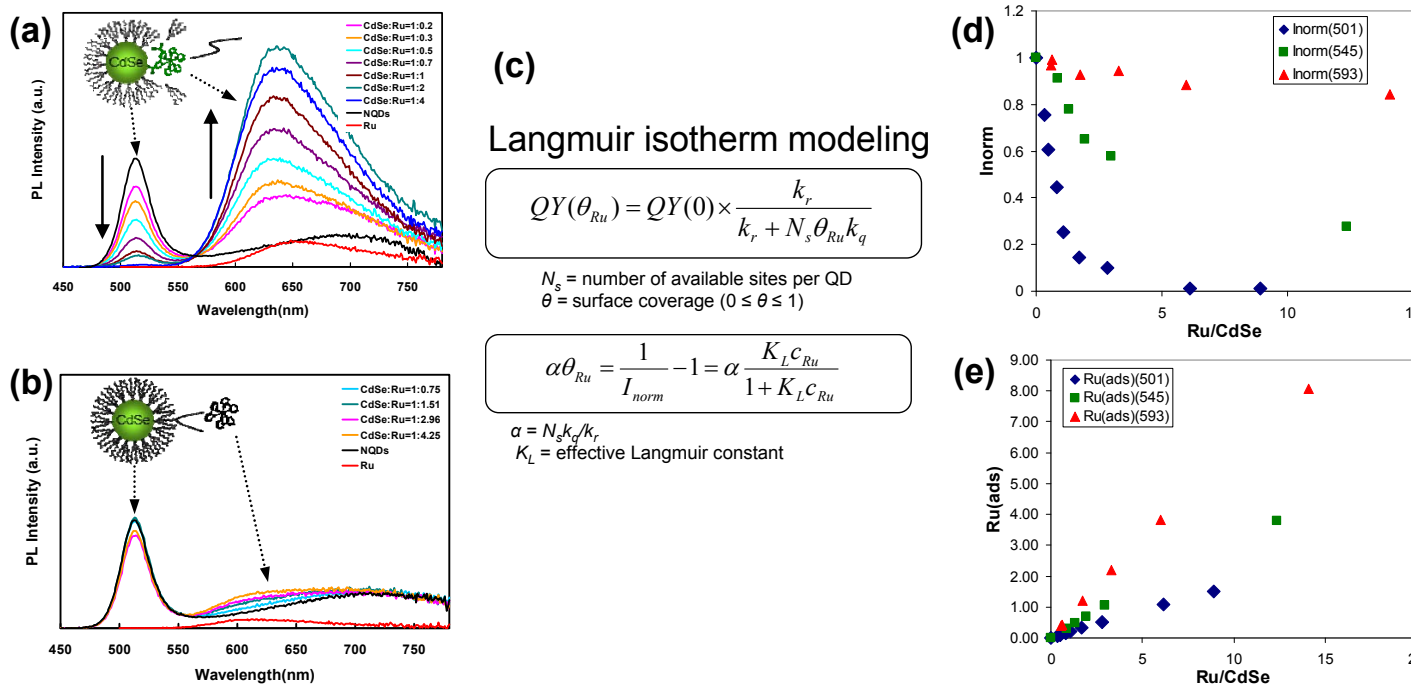 (a)
PL Intensity (a.u.)
CdSe
CdSe:Ru=1:0.2
CdSe:Ru=1:0.3
CdSe:Ru=1:0.5
CdSe:Ru=1:0.7
CdSe:Ru=1:1
CdSe:Ru=1:2
CdSe:Ru=1:4
NQDs
Ru
450 500 550 600 650 700 750
Wavelength(nm)
(b)
PL Intensity (a.u.)
CdSe
CdSe:Ru=1:0.75
CdSe:Ru=1:1.51
CdSe:Ru=1:2.96
CdSe:Ru=1:4.25
NQDs
Ru
450 500 550 600 650 700 750
Wavelength(nm)
(c)
Langmuir isotherm modeling
QY(θ_Ru) = QY(0) × k_r / (k_r + N_s θ_Ru k_q)
N_s = number of available sites per QD
θ = surface coverage (0 ≤ θ ≤ 1)
αθ_Ru = 1 / I_norm − 1 = α K_L c_Ru / (1 + K_L c_Ru)
α = N_s k_q/k_r
K_L = effective Langmuir constant
(d)
Inorm
1.2
1
0.8
0.6
0.4
0.2
0
Inorm(501)
Inorm(545)
Inorm(593)
0 5 10 15
Ru/CdSe
(e)
Ru(ads)
9.00
8.00
7.00
6.00
5.00
4.00
3.00
2.00
1.00
0.00
Ru(ads)(501)
Ru(ads)(545)
Ru(ads)(593)
0 5 10 15 2
Ru/CdSe